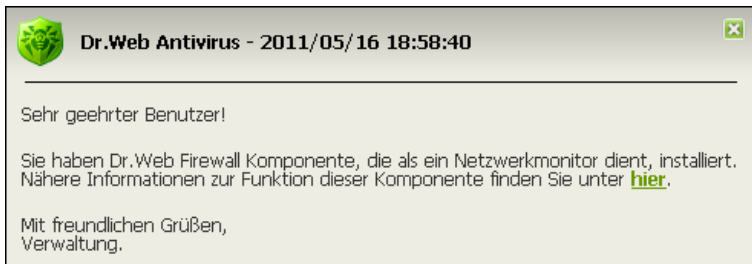 Dr.Web Antivirus - 2011/05/16 18:58:40
Sehr geehrter Benutzer!
Sie haben Dr.Web Firewall Komponente, die als ein Netzwerkmonitor dient, installiert.
Nähere Informationen zur Funktion dieser Komponente finden Sie unter hier.
Mit freundlichen Grüßen,
Verwaltung.